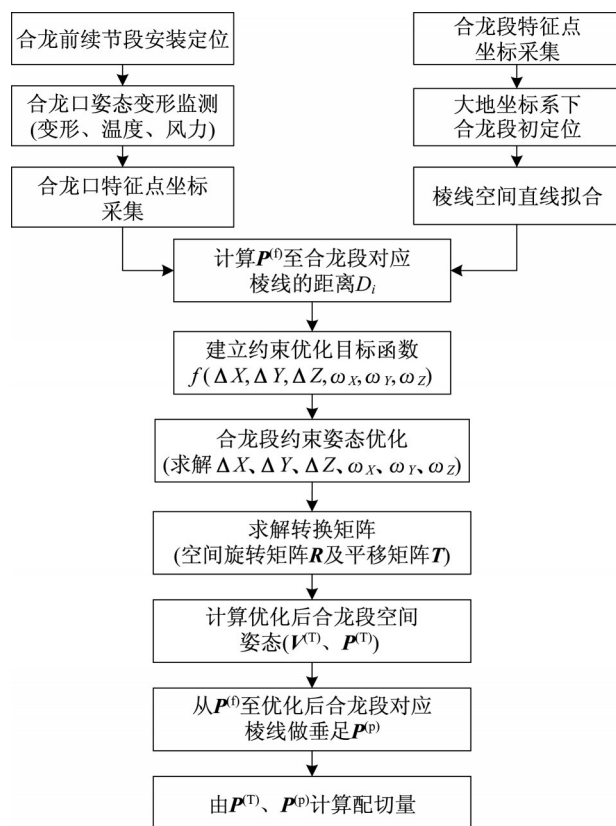 合龙前续节段安装定位
合龙口姿态变形监测
(变形、温度、风力)
合龙口特征点坐标
采集
合龙段特征点
坐标采集
大地坐标系下
合龙段初定位
棱线空间直线拟合
计算P(f)至合龙段对应
棱线的距离Di
建立约束优化目标函数
f(ΔX,ΔY,ΔZ,ωX,ωY,ωZ)
合龙段约束姿态优化
(求解ΔX、ΔY、ΔZ、ωX、ωY、ωZ)
求解转换矩阵
(空间旋转矩阵R及平移矩阵T)
计算优化后合龙段空间
姿态(V(T)、P(T))
从P(f)至优化后合龙段对应
棱线做垂足P(p)
由P(T)、P(p)计算配切量